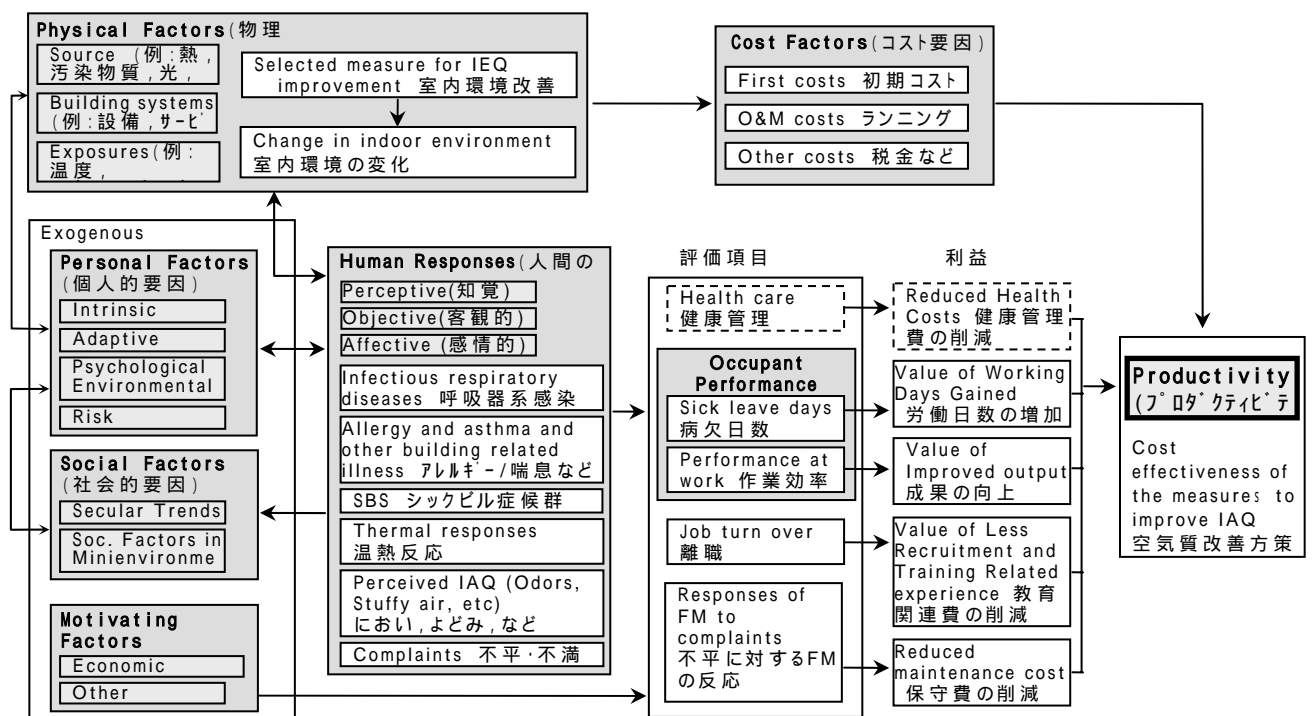 Physical Factors(物理
Source (例:熱,
汚染物質,光,
Building systems
(例:設備,ｻｰﾋﾞ
Exposures(例:
温度,
Selected measure for IEQ
improvement 室内環境改善
Change in indoor environment
室内環境の変化
Cost Factors(コスト要因)
First costs 初期コスト
O&M costs ランニング
Other costs 税金など
Exogenous
Personal Factors
(個人的要因)
Intrinsic
Adaptive
Psychological
Environmental
Risk
Social Factors
(社会的要因)
Secular Trends
Soc. Factors in
Minienvironme
Motivating
Factors
Economic
Other
Human Responses(人間の
Perceptive(知覚)
Objective(客観的)
Affective (感情的)
Infectious respiratory
diseases 呼吸器系感染
Allergy and asthma and
other building related
illness ｱﾚﾙｷﾞｰ/喘息など
SBS シックビル症候群
Thermal responses
温熱反応
Perceived IAQ (Odors,
Stuffy air, etc)
におい,よどみ,など
Complaints 不平・不満
評価項目
Health care
健康管理
Occupant
Performance
Sick leave days
病欠日数
Performance at
work 作業効率
Job turn over
離職
Responses of
FM to
complaints
不平に対するFM
の反応
利益
Reduced Health
Costs 健康管理
費の削減
Value of Working
Days Gained
労働日数の増加
Value of
Improved output
成果の向上
Value of Less
Recruitment and
Training Related
experience 教育
関連費の削減
Reduced
maintenance cost
保守費の削減
Productivity
(ﾌﾟﾛﾀﾞｸﾃｨﾋﾞﾃ
Cost
effectiveness of
the measures to
improve IAQ
空気質改善方策